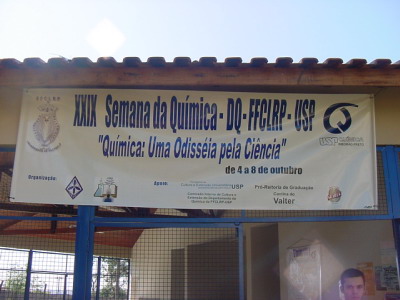 FFCLRP
XXIX Semana da Química - DQ - FFCLRP - USP
"Química: Uma Odisséia pela Ciência"
de 4 a 8 de outubro
Organização:
Apoio:
USP
Pró-Reitoria de Graduação
Cantina do
Valter